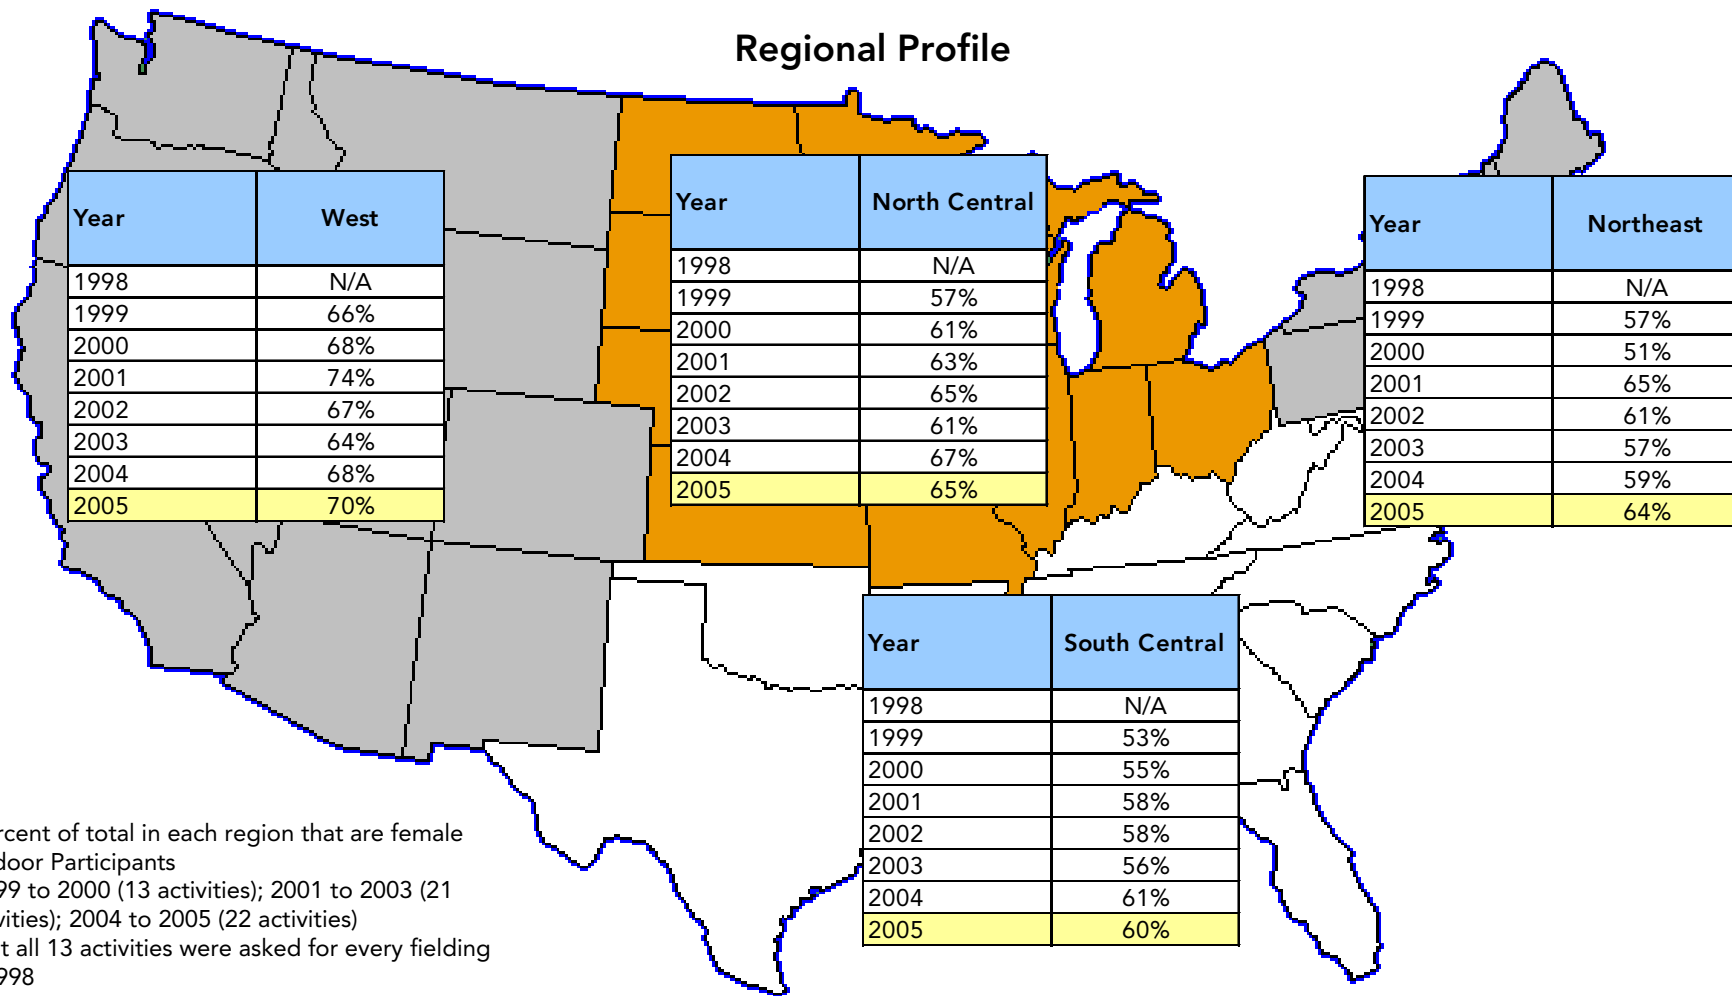 Regional Profile
Year West
1998 N/A
1999 66%
2000 68%
2001 74%
2002 67%
2003 64%
2004 68%
2005 70%
Year North Central
1998 N/A
1999 57%
2000 61%
2001 63%
2002 65%
2003 61%
2004 67%
2005 65%
Year Northeast
1998 N/A
1999 57%
2000 51%
2001 65%
2002 61%
2003 57%
2004 59%
2005 64%
Year South Central
1998 N/A
1999 53%
2000 55%
2001 58%
2002 58%
2003 56%
2004 61%
2005 60%
rcent of total in each region that are female
door Participants
99 to 2000 (13 activities); 2001 to 2003 (21
vities); 2004 to 2005 (22 activities)
t all 13 activities were asked for every fielding
998